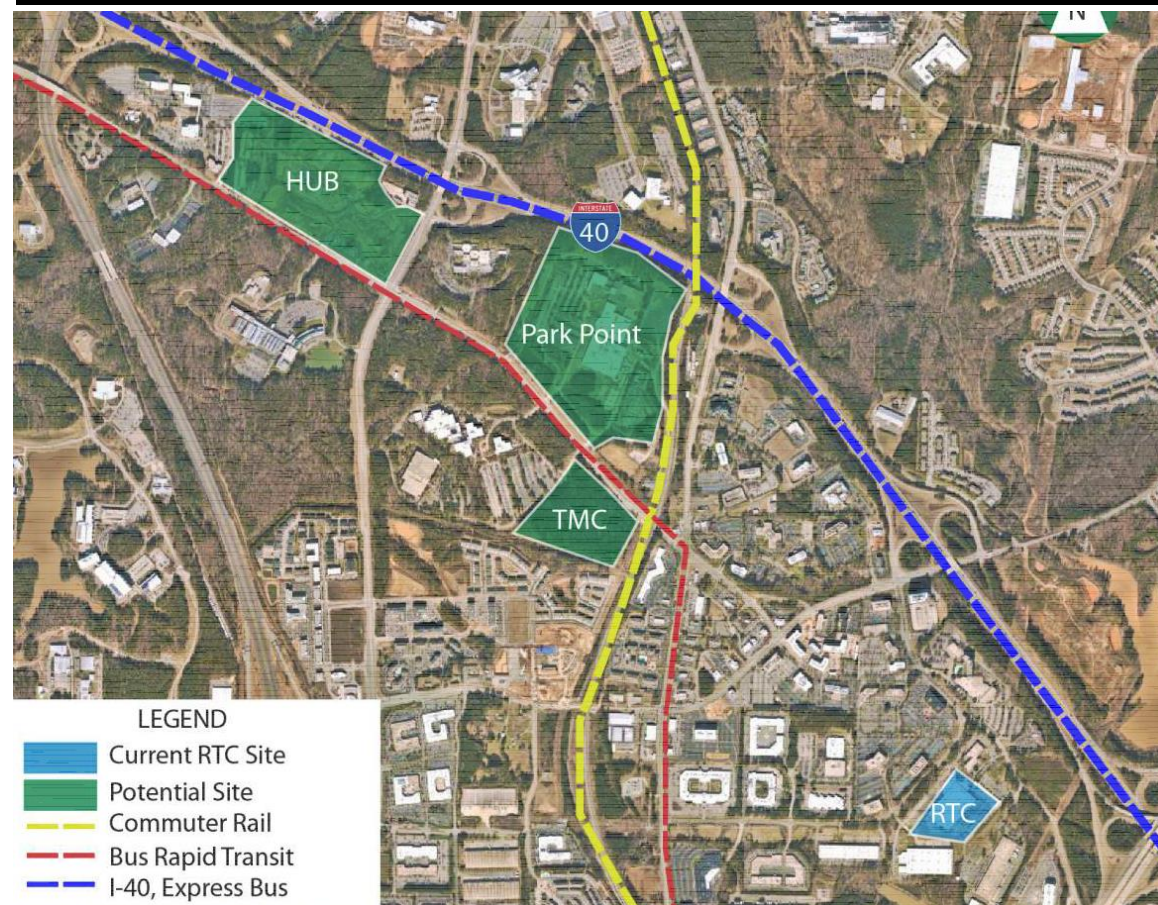 N
HUB
INTERSTATE
40
Park Point
TMC
RTC
LEGEND
Current RTC Site
Potential Site
Commuter Rail
Bus Rapid Transit
I-40, Express Bus